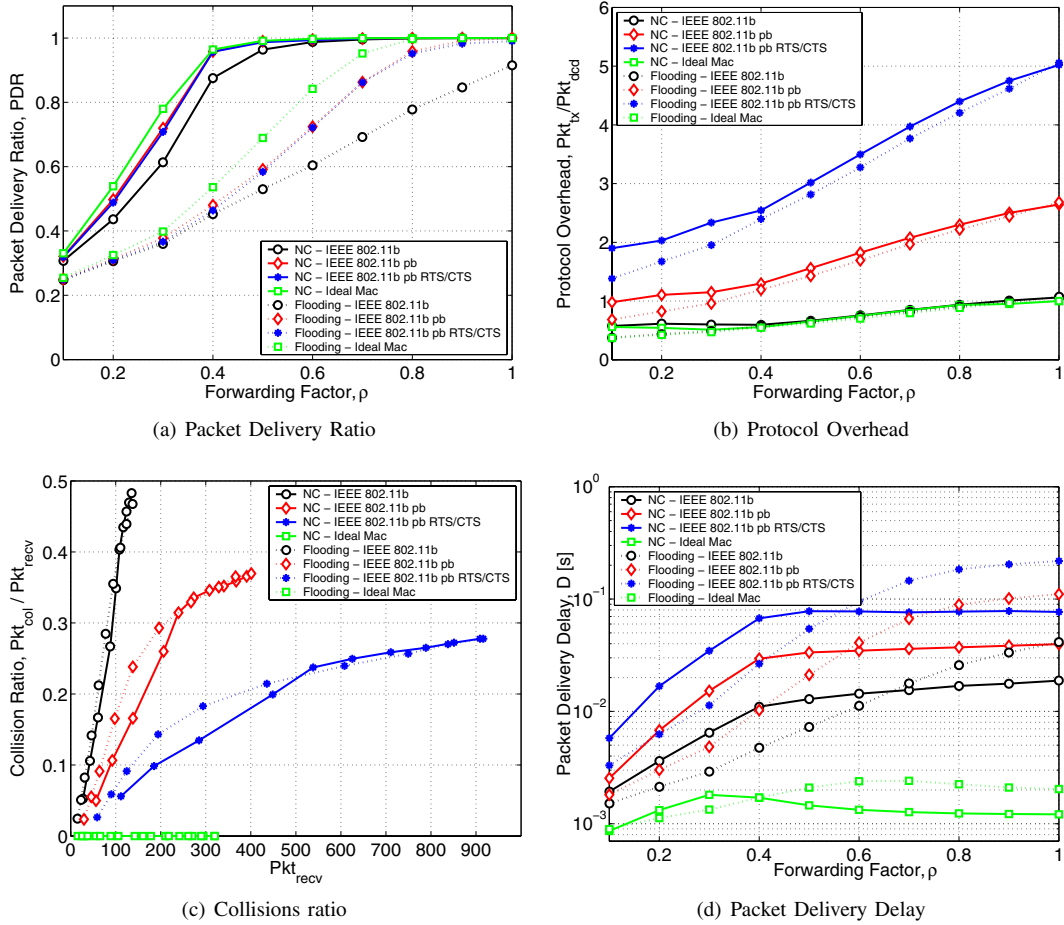 Packet Delivery Ratio, PDR
1
0.8
0.6
0.4
0.2
0
0.2
0.4
0.6
0.8
1
Forwarding Factor, ρ
NC – IEEE 802.11b
NC – IEEE 802.11b pb
NC – IEEE 802.11b pb RTS/CTS
NC – Ideal Mac
Flooding – IEEE 802.11b
Flooding – IEEE 802.11b pb
Flooding – IEEE 802.11b pb RTS/CTS
Flooding – Ideal Mac
(a) Packet Delivery Ratio
Protocol Overhead, Pkt_tx/Pkt_dcd
6
5
4
3
2
1
0
0.2
0.4
0.6
0.8
1
Forwarding Factor, ρ
NC – IEEE 802.11b
NC – IEEE 802.11b pb
NC – IEEE 802.11b pb RTS/CTS
NC – Ideal Mac
Flooding – IEEE 802.11b
Flooding – IEEE 802.11b pb
Flooding – IEEE 802.11b pb RTS/CTS
Flooding – Ideal Mac
(b) Protocol Overhead
Collision Ratio, Pkt_col / Pkt_recv
0.5
0.4
0.3
0.2
0.1
0
0 100 200 300 400 500 600 700 800 900
Pkt_recv
NC – IEEE 802.11b
NC – IEEE 802.11b pb
NC – IEEE 802.11b pb RTS/CTS
NC – Ideal Mac
Flooding – IEEE 802.11b
Flooding – IEEE 802.11b pb
Flooding – IEEE 802.11b pb RTS/CTS
Flooding – Ideal Mac
(c) Collisions ratio
Packet Delivery Delay, D [s]
10^0
10^−1
10^−2
10^−3
0.2
0.4
0.6
0.8
1
Forwarding Factor, ρ
NC – IEEE 802.11b
NC – IEEE 802.11b pb
NC – IEEE 802.11b pb RTS/CTS
NC – Ideal Mac
Flooding – IEEE 802.11b
Flooding – IEEE 802.11b pb
Flooding – IEEE 802.11b pb RTS/CTS
Flooding – Ideal Mac
(d) Packet Delivery Delay